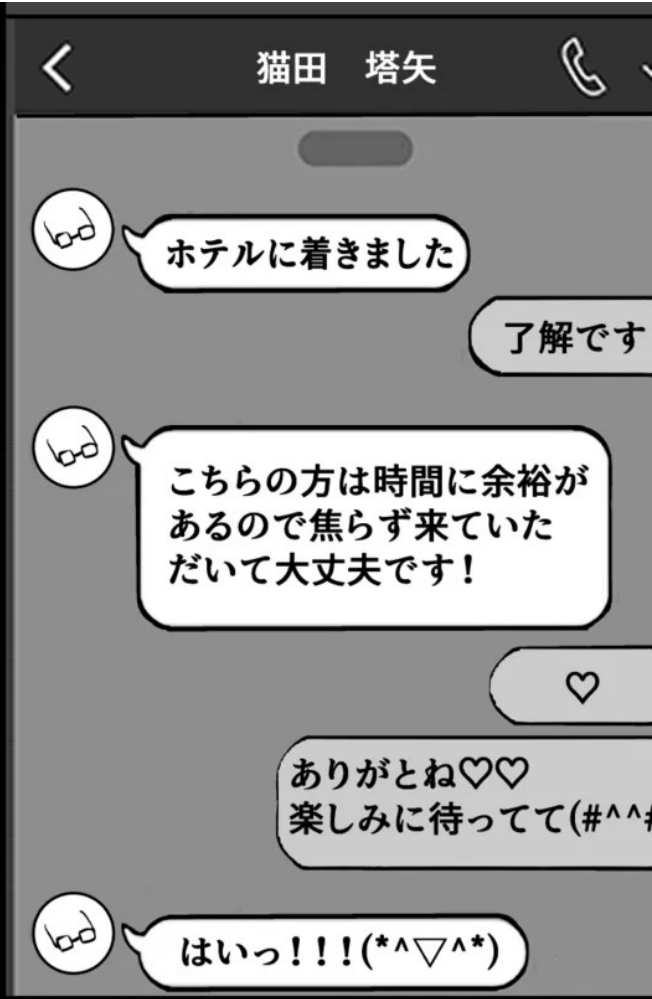 猫田　塔矢
ホテルに着きました
了解です
こちらの方は時間に余裕が
あるので焦らず来ていた
だいて大丈夫です！
♡
ありがとね♡♡
楽しみに待ってて(#^^#
はいっ！！！(*^▽^*)